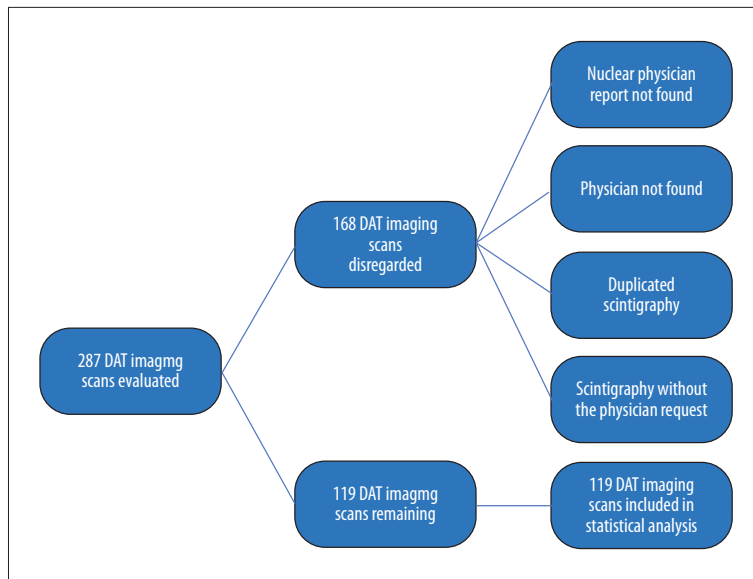 Nuclear physician
report not found
Physician not found
168 DAT imaging
scans
disregarded
Duplicated
scintigraphy
287 DAT imagmg
scans evaluated
Scintigraphy without
the physician request
119 DAT imagmg
scans remaining
119 DAT imaging
scans included in
statistical analysis